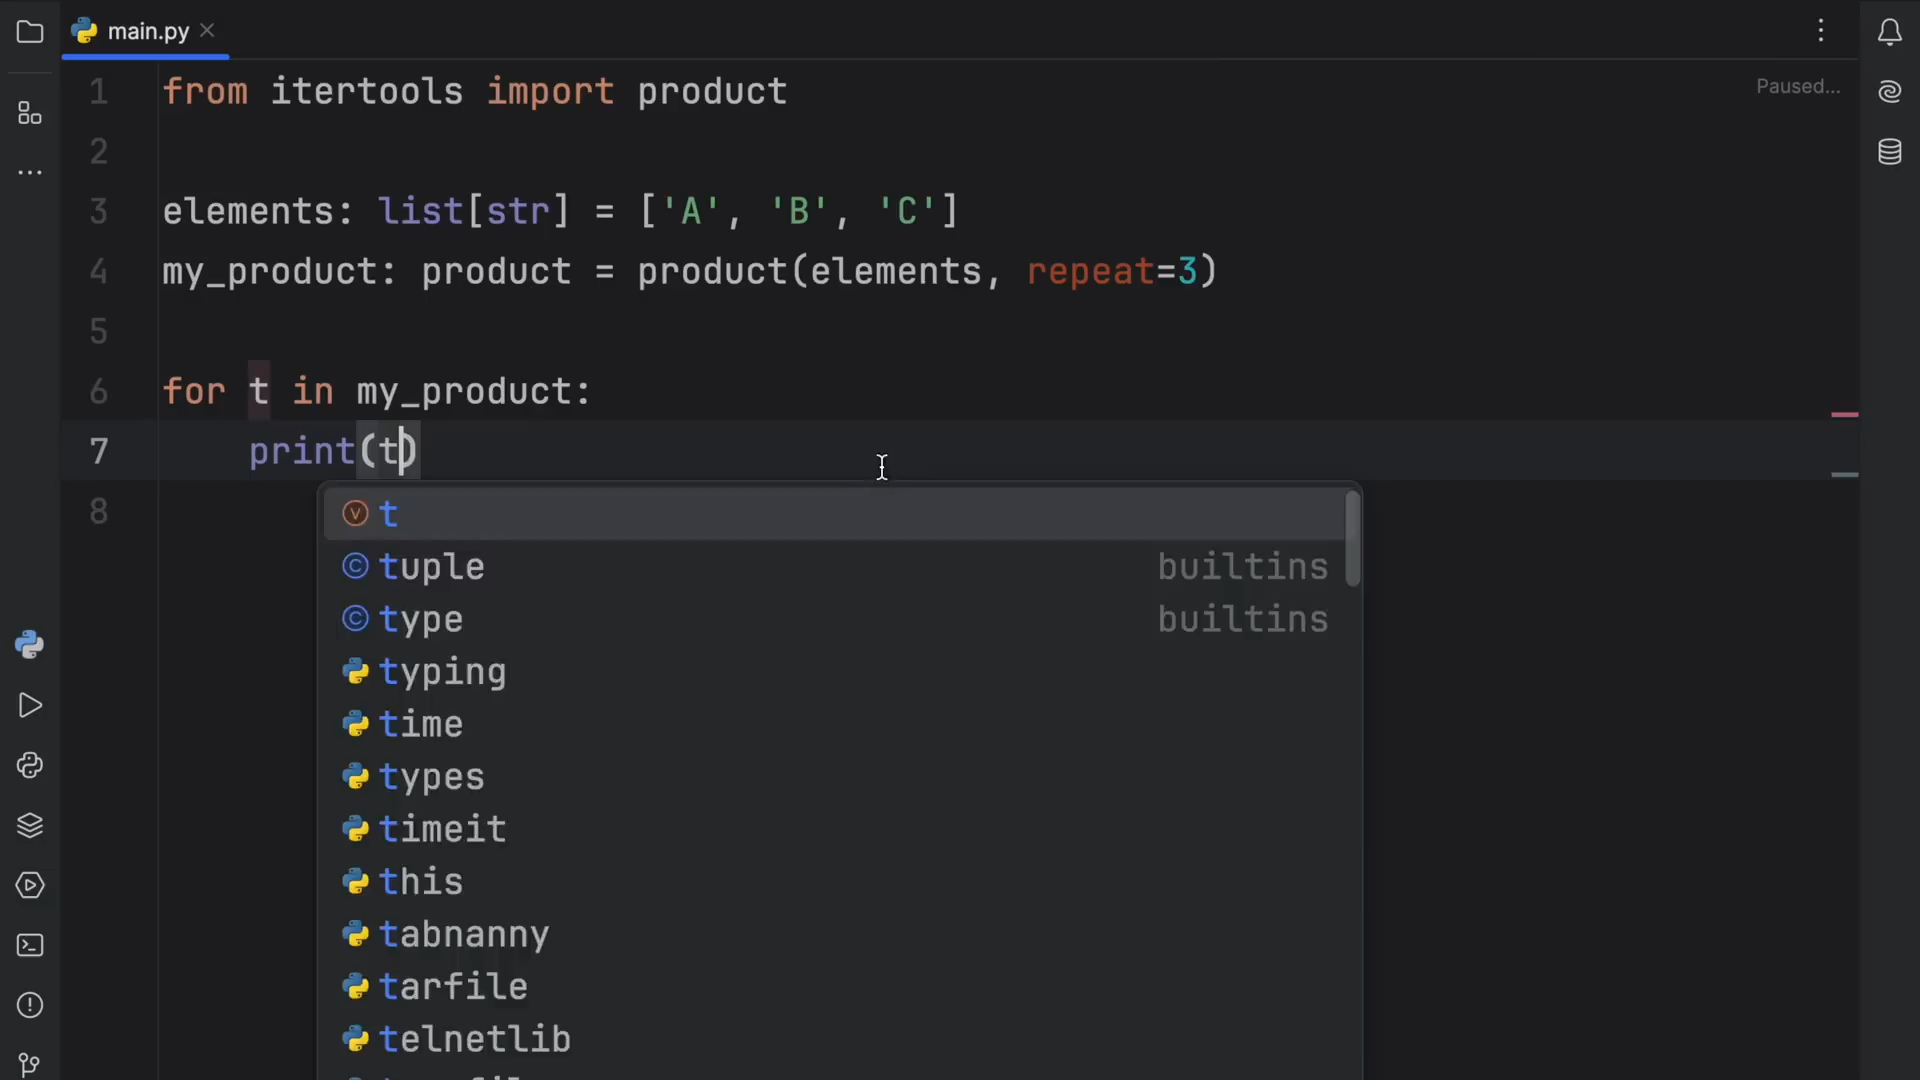 main.py
Paused...
1 from itertools import product
2
3 elements: list[str] = ['A', 'B', 'C']
4 my_product: product = product(elements, repeat=3)
5
6 for t in my_product:
7 print(t)
8
t
tuple builtins
type builtins
typing
time
types
timeit
this
tabnanny
tarfile
telnetlib